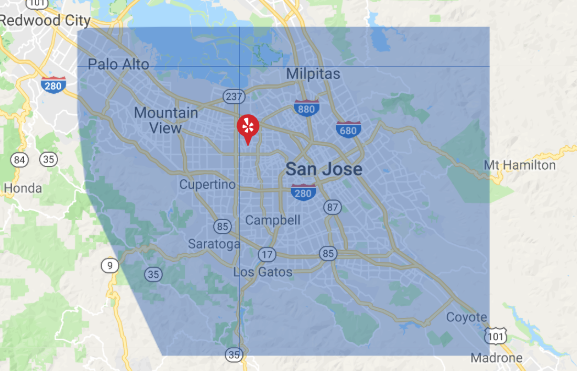 101
Redwood City
Palo Alto
280
Milpitas
237
880
Mountain
View
680
84
35
San Jose
Mt Hamilton
Honda
Cupertino
280
87
Campbell
85
Saratoga
9
17
85
35
Los Gatos
Coyote
101
35
Madrone